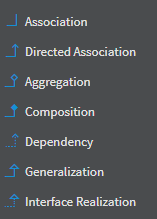 Association
Directed Association
Aggregation
Composition
Dependency
Generalization
Interface Realization